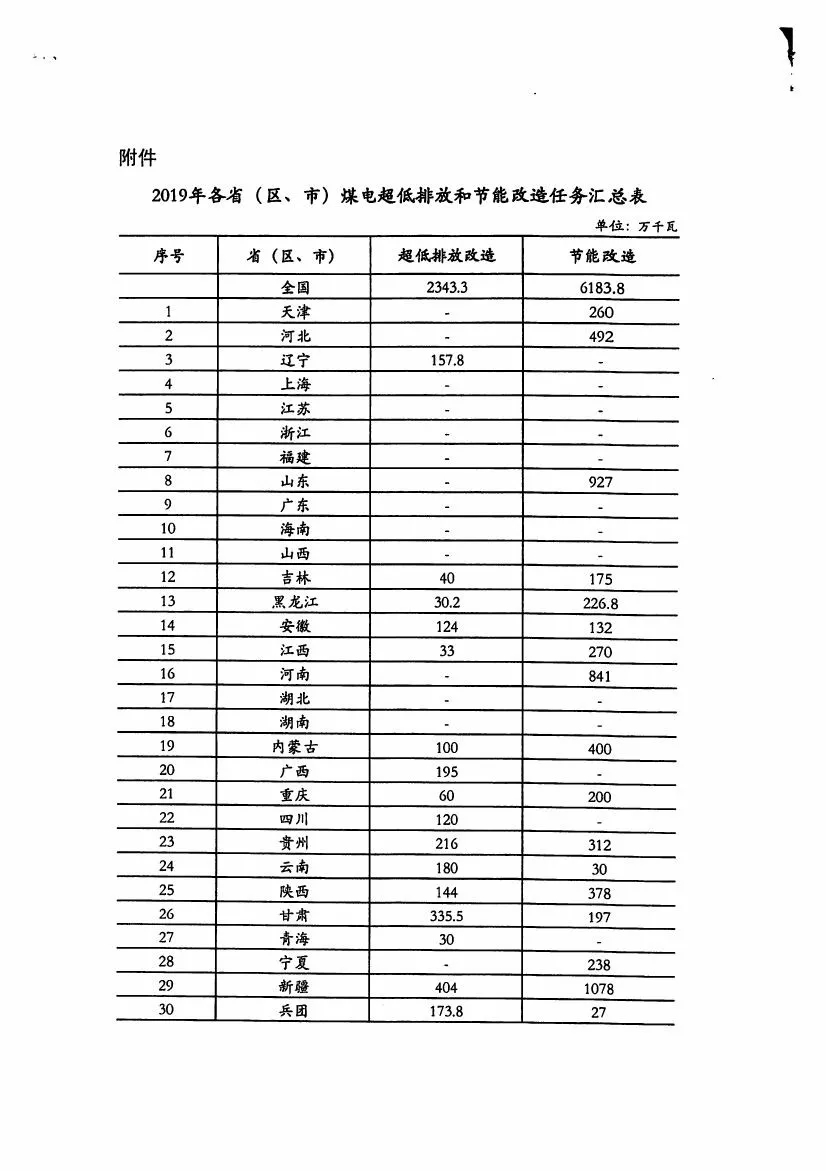 附件
2019年各省（区、市）煤电超低排放和节能改造任务汇总表
单位：万千瓦
序号 省（区、市） 超低排放改造 节能改造
全国 2343.3 6183.8
1 天津 - 260
2 河北 - 492
3 辽宁 157.8 -
4 上海 - -
5 江苏 - -
6 浙江 - -
7 福建 - -
8 山东 - 927
9 广东 - -
10 海南 - -
11 山西 - -
12 吉林 40 175
13 黑龙江 30.2 226.8
14 安徽 124 132
15 江西 33 270
16 河南 - 841
17 湖北 - -
18 湖南 - -
19 内蒙古 100 400
20 广西 195 -
21 重庆 60 200
22 四川 120 -
23 贵州 216 312
24 云南 180 30
25 陕西 144 378
26 甘肃 335.5 197
27 青海 30 -
28 宁夏 - 238
29 新疆 404 1078
30 兵团 173.8 27